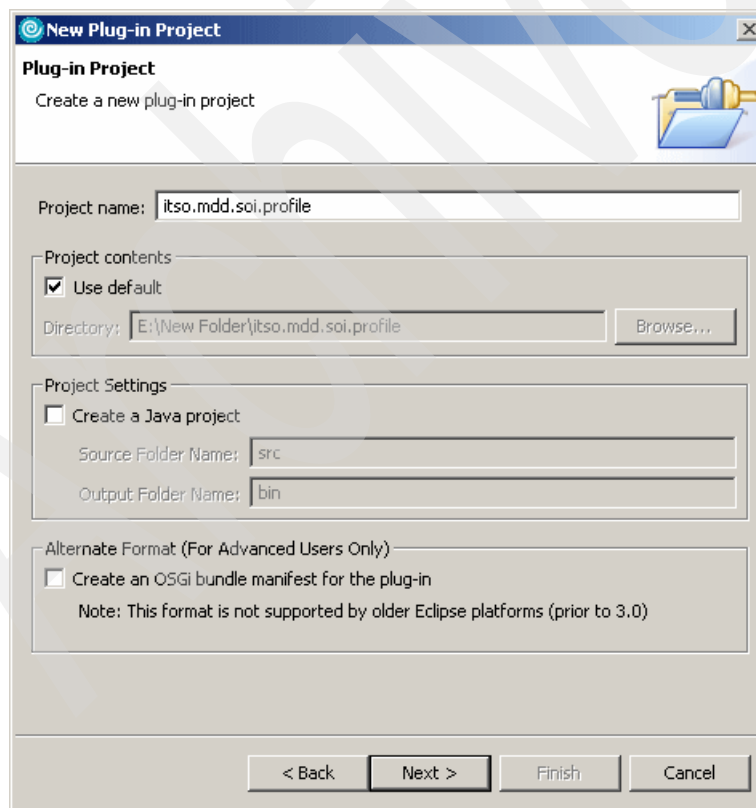 New Plug-in Project
Plug-in Project
Create a new plug-in project
Project name: itso.mdd.soi.profile
Project contents
Use default
Directory: E:\New Folder\itso.mdd.soi.profile Browse...
Project Settings
Create a Java project
Source Folder Name: src
Output Folder Name: bin
Alternate Format (For Advanced Users Only)
Create an OSGi bundle manifest for the plug-in
Note: This format is not supported by older Eclipse platforms (prior to 3.0)
< Back Next > Finish Cancel